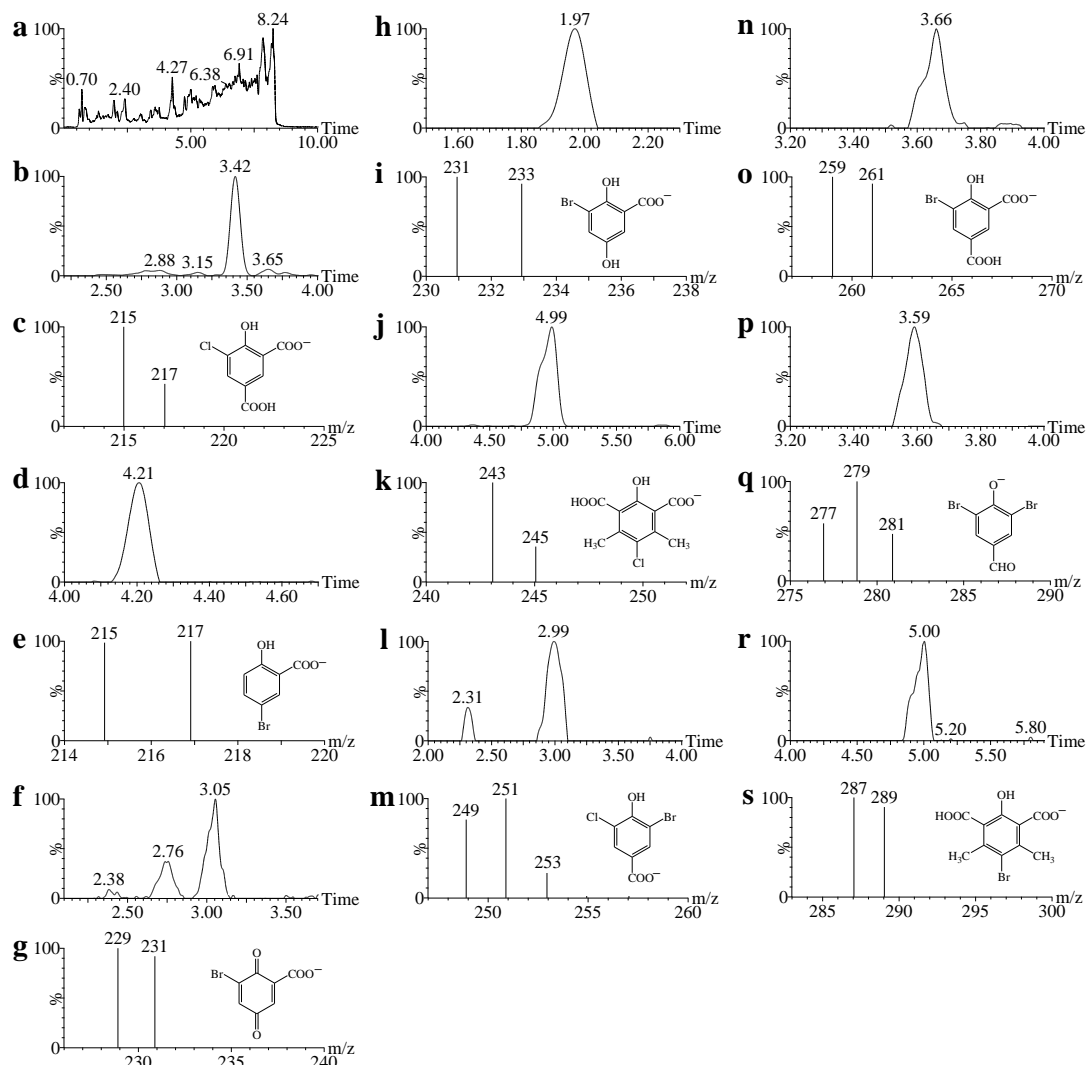 a 100 % 0 0.70 2.40 4.27 6.38 6.91 8.24 5.00 10.00 Time
b 100 % 0 2.88 3.15 3.42 3.65 2.50 3.00 3.50 4.00 Time
c 100 % 0 215 217 Cl OH COO− COOH 215 220 225 m/z
d 100 % 0 4.21 4.00 4.20 4.40 4.60 Time
e 100 % 0 215 217 OH COO− Br 214 216 218 220 m/z
f 100 % 0 2.38 2.76 3.05 2.50 3.00 3.50 Time
g 100 % 0 229 231 Br O COO− O 230 235 240 m/z
h 100 % 0 1.97 1.60 1.80 2.00 2.20 Time
i 100 % 0 231 233 Br OH COO− OH 230 232 234 236 238 m/z
j 100 % 0 4.99 4.00 4.50 5.00 5.50 6.00 Time
k 100 % 0 243 245 HOOC OH COO− H3C CH3 Cl 240 245 250 m/z
l 100 % 0 2.31 2.99 2.00 2.50 3.00 3.50 4.00 Time
m 100 % 0 249 251 253 Cl OH Br COO− 250 255 260 m/z
n 100 % 0 3.66 3.20 3.40 3.60 3.80 4.00 Time
o 100 % 0 259 261 Br OH COO− COOH 260 265 270 m/z
p 100 % 0 3.59 3.20 3.40 3.60 3.80 4.00 Time
q 100 % 0 277 279 281 Br O− Br CHO 275 280 285 290 m/z
r 100 % 0 5.00 5.20 5.80 4.00 4.50 5.00 5.50 Time
s 100 % 0 287 289 HOOC OH COO− H3C CH3 Br 285 290 295 300 m/z